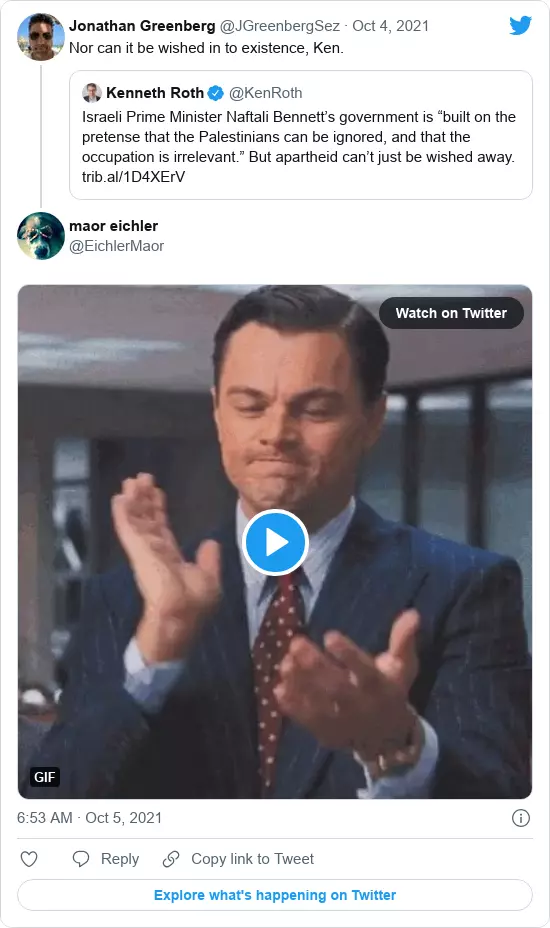 Jonathan Greenberg @JGreenbergSez · Oct 4, 2021
Nor can it be wished in to existence, Ken.
Kenneth Roth @KenRoth
Israeli Prime Minister Naftali Bennett’s government is “built on the
pretense that the Palestinians can be ignored, and that the
occupation is irrelevant.” But apartheid can’t just be wished away.
trib.al/1D4XErV
maor eichler
@EichlerMaor
Watch on Twitter
GIF
6:53 AM · Oct 5, 2021
Reply
Copy link to Tweet
Explore what's happening on Twitter